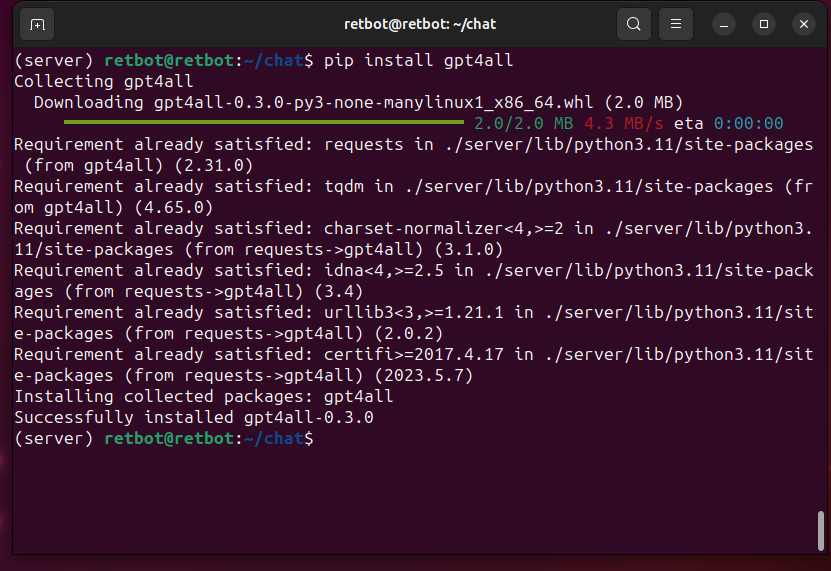 retbot@retbot: ~/chat
(server) retbot@retbot:~/chat$ pip install gpt4all
Collecting gpt4all
  Downloading gpt4all-0.3.0-py3-none-manylinux1_x86_64.whl (2.0 MB)
2.0/2.0 MB 4.3 MB/s eta 0:00:00
Requirement already satisfied: requests in ./server/lib/python3.11/site-packages
 (from gpt4all) (2.31.0)
Requirement already satisfied: tqdm in ./server/lib/python3.11/site-packages (fr
om gpt4all) (4.65.0)
Requirement already satisfied: charset-normalizer<4,>=2 in ./server/lib/python3.
11/site-packages (from requests->gpt4all) (3.1.0)
Requirement already satisfied: idna<4,>=2.5 in ./server/lib/python3.11/site-pack
ages (from requests->gpt4all) (3.4)
Requirement already satisfied: urllib3<3,>=1.21.1 in ./server/lib/python3.11/sit
e-packages (from requests->gpt4all) (2.0.2)
Requirement already satisfied: certifi>=2017.4.17 in ./server/lib/python3.11/sit
e-packages (from requests->gpt4all) (2023.5.7)
Installing collected packages: gpt4all
Successfully installed gpt4all-0.3.0
(server) retbot@retbot:~/chat$